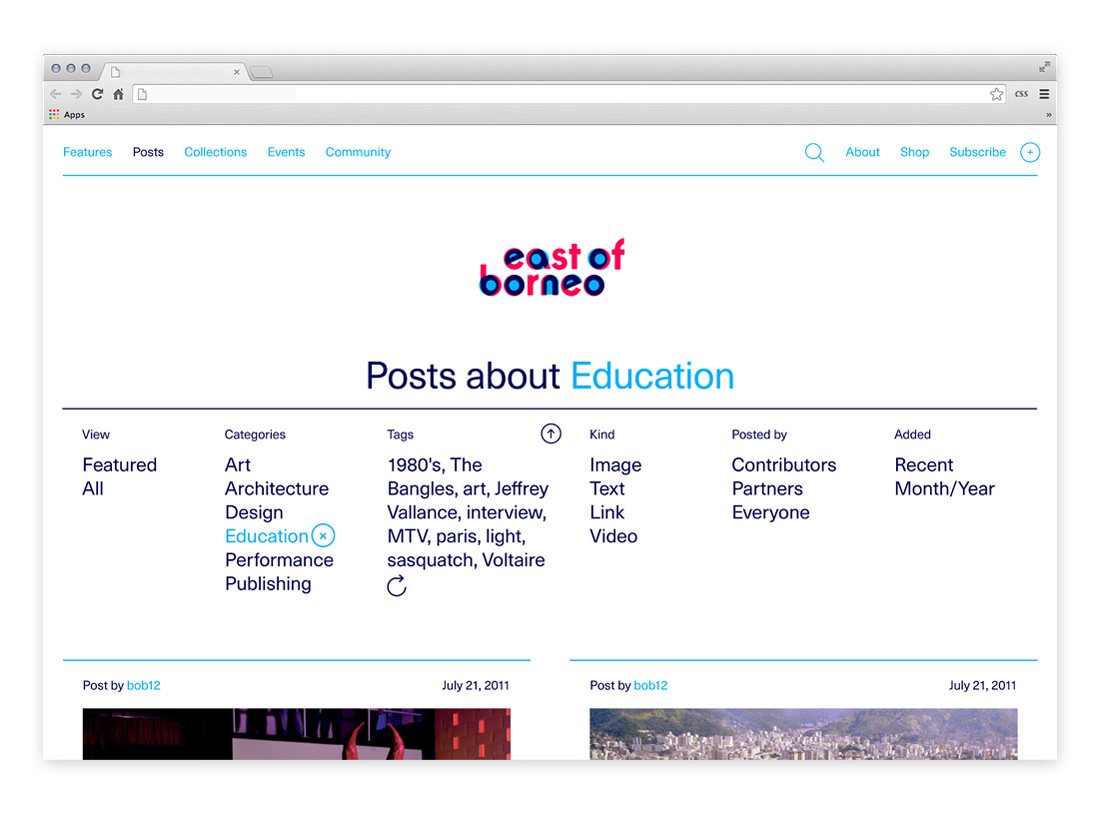 Apps
CSS
Features Posts Collections Events Community About Shop Subscribe
east of
borneo
Posts about Education
View
Featured
All
Categories
Art
Architecture
Design
Education
Performance
Publishing
Tags
1980's, The
Bangles, art, Jeffrey
Vallance, interview,
MTV, paris, light,
sasquatch, Voltaire
Kind
Image
Text
Link
Video
Posted by
Contributors
Partners
Everyone
Added
Recent
Month/Year
Post by bob12 July 21, 2011
Post by bob12 July 21, 2011